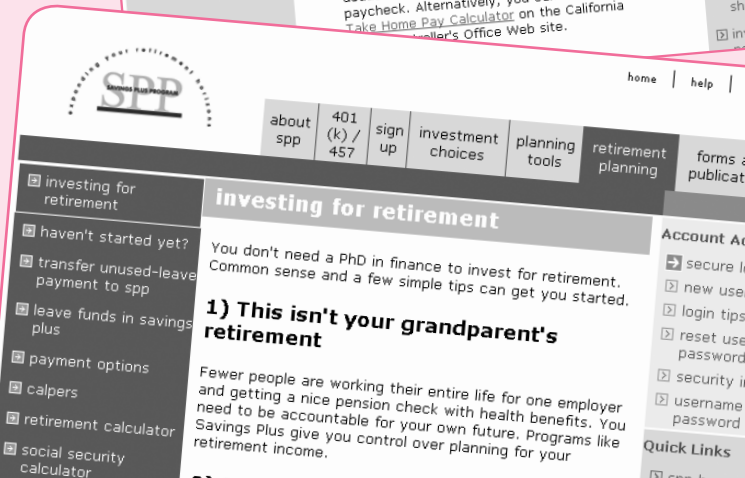 paycheck. Alternatively, you
Take Home Pay Calculator on the California
Office Web site.
home | help |
your retirement
SPP
SAVINGS PLUS PROGRAM
about spp
401 (k) / 457
sign up
investment choices
planning tools
retirement planning
forms
investing for
retirement
haven't started yet?
transfer unused-leave
payment to spp
leave funds in savings
plus
payment options
calpers
retirement calculator
social security
calculator
investing for retirement
You don't need a PhD in finance to invest for retirement.
Common sense and a few simple tips can get you started.
1) This isn't your grandparent's
retirement
Fewer people are working their entire life for one employer
and getting a nice pension check with health benefits. You
need to be accountable for your own future. Programs like
Savings Plus give you control over planning for your
retirement income.
Account
secure
new
login tips
reset
password
security
username
password
Quick Links